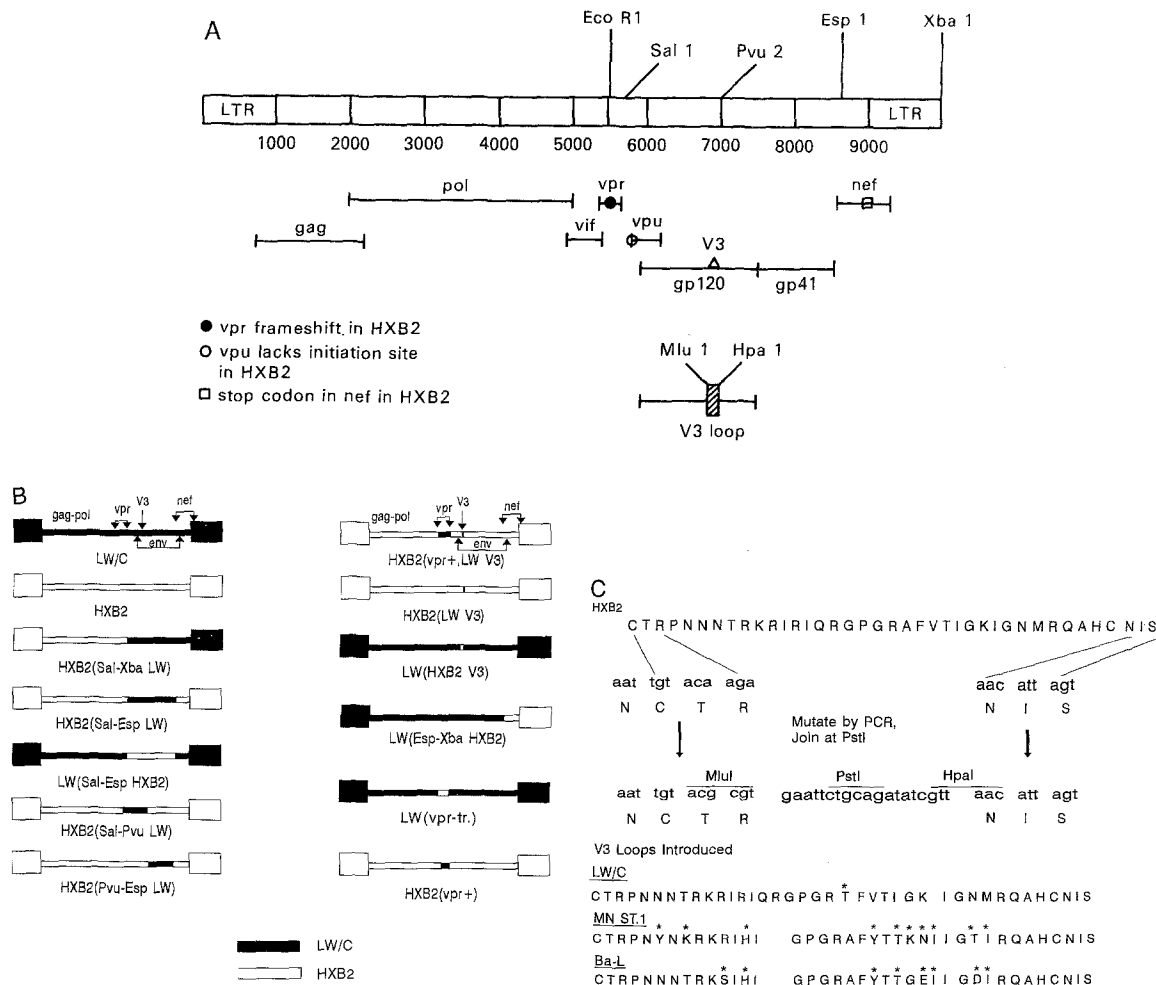 A
Eco R1
Esp 1
Xba 1
Sal 1
Pvu 2
LTR
LTR
1000 2000 3000 4000 5000 6000 7000 8000 9000
pol
vpr
nef
gag
vif
vpu
V3
gp120
gp41
● vpr frameshift in HXB2
○ vpu lacks initiation site
in HXB2
□ stop codon in nef in HXB2
Mlu 1
Hpa 1
V3 loop
B
gag-pol
vpr
V3
nef
env
LW/C
HXB2
HXB2(Sal-Xba LW)
HXB2(Sal-Esp LW)
LW(Sal-Esp HXB2)
HXB2(Sal-Pvu LW)
HXB2(Pvu-Esp LW)
gag-pol
vpr
V3
nef
env
HXB2(vpr+,LW V3)
HXB2(LW V3)
LW(HXB2 V3)
LW(Esp-Xba HXB2)
LW(vpr-tr.)
HXB2(vpr+)
LW/C
HXB2
C
HXB2
CTRPNNNTRKRIRIQRGPGRAFVTIGKIGNMRQAHCNIS
aat tgt aca aga
N C T R
aac att agt
N I S
Mutate by PCR,
Join at PstI
MluI
PstI
HpaI
aat tgt acg cgt
gaattctgcagatatcgtt aac att agt
N C T R
N I S
V3 Loops Introduced
LW/C
*
CTRPNNNTRKRIRIQRGPGRTFVTIGK IGNMRQAHCNIS
MN ST.1
* * * * * * * * * *
CTRPNYNKRKRIHI GPGRAFYTTKNIIGTIRQAHCNIS
Ba-L
* * * * * * * *
CTRPNNNTRKSIHI GPGRAFYTTGEIIGDIRQAHCNIS